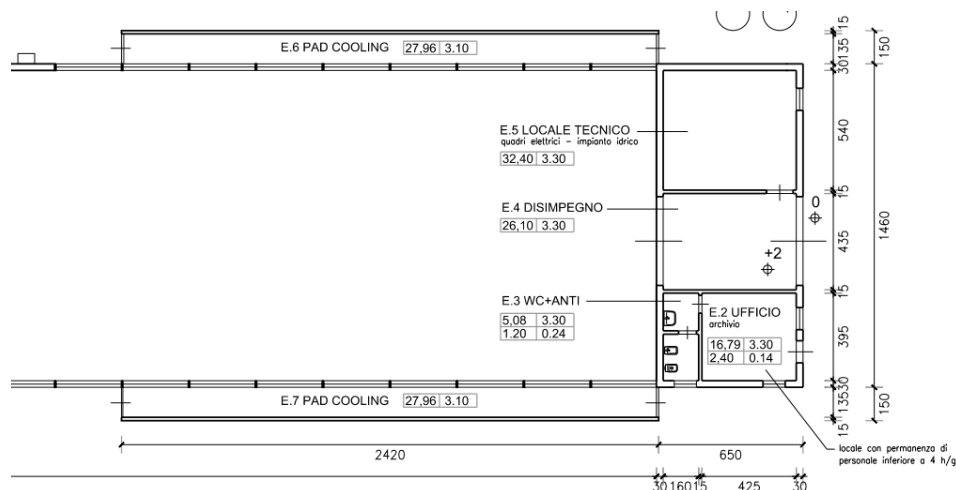 E.6 PAD COOLING 27,96 3.10
15
135
30
150
E.5 LOCALE TECNICO
quadri elettrici – impianto idrico
32,40 3.30
540
15
E.4 DISIMPEGNO
26,10 3.30
0
+2
435
1460
15
E.3 WC+ANTI
5,08 3.30
1.20 0.24
E.2 UFFICIO
archivio
16,79 3.30
2,40 0.14
395
E.7 PAD COOLING 27,96 3.10
30
135
15
150
2420
650
locale con permanenza di
personale inferiore a 4 h/g
30 160 15 425 30